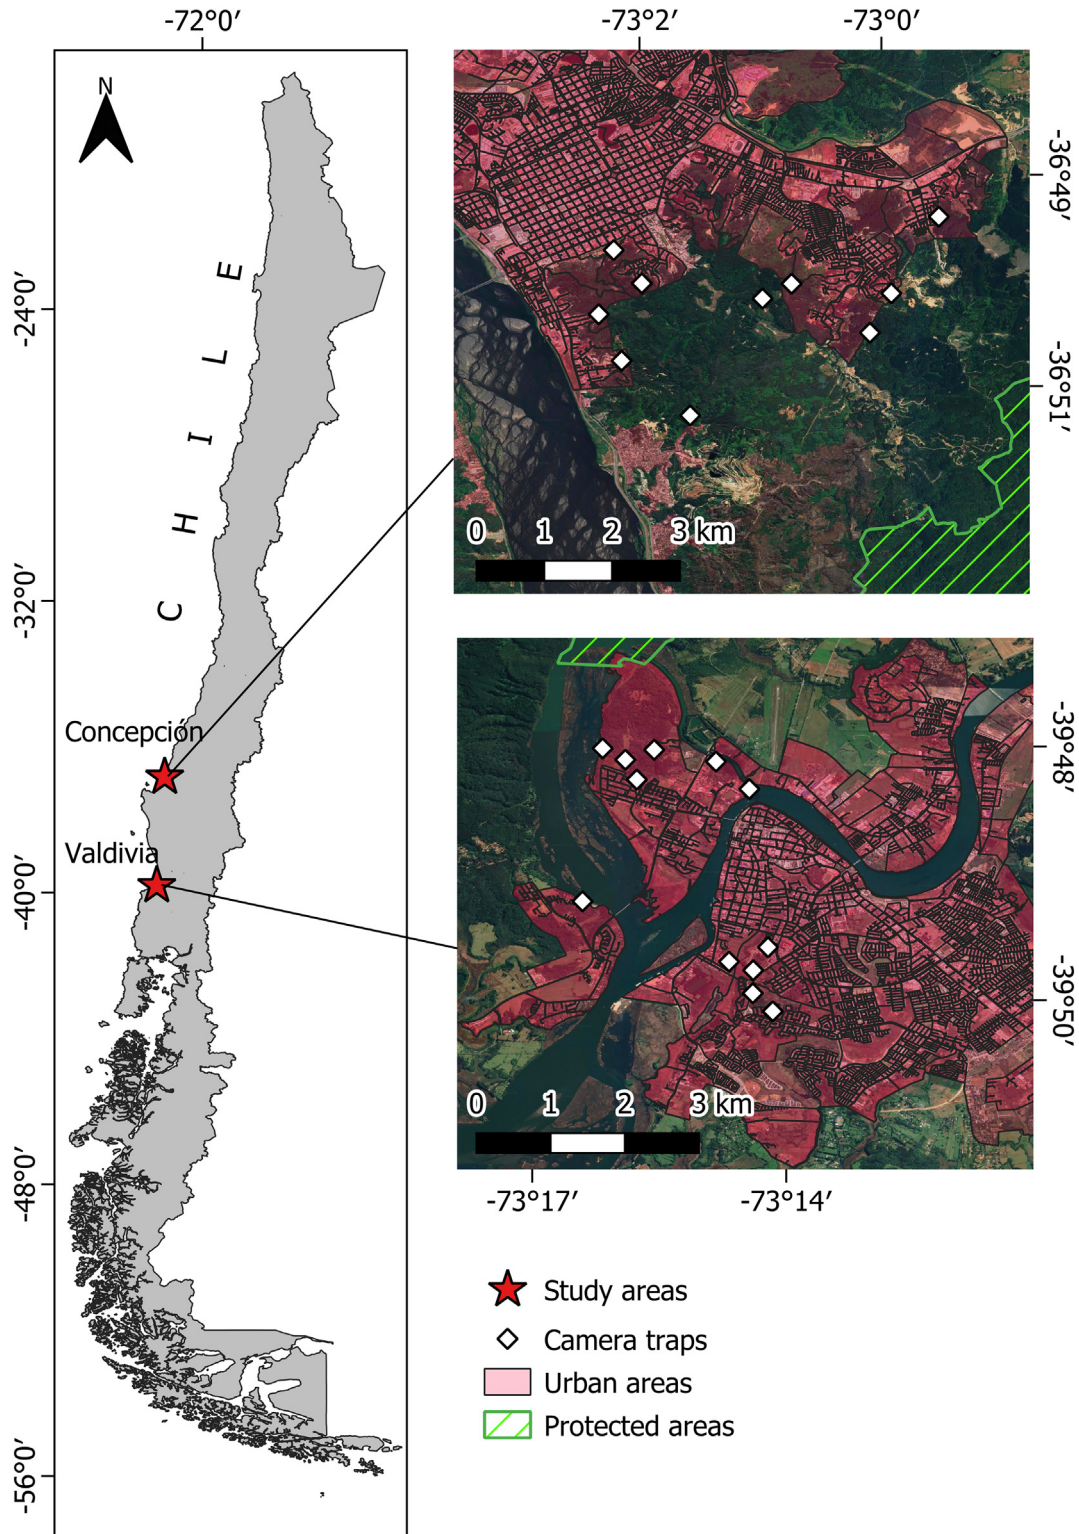 -72°0′
-73°2′
-73°0′
N
-24°0′
-32°0′
-40°0′
-48°0′
-56°0′
CHILE
Concepción
Valdivia
-36°49′
-36°51′
0 1 2 3 km
-39°48′
-39°50′
0 1 2 3 km
-73°17′
-73°14′
Study areas
Camera traps
Urban areas
Protected areas